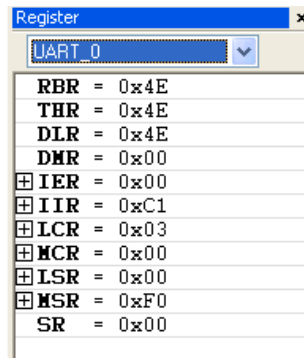 Register
UART_0
RBR = 0x4E
THR = 0x4E
DLR = 0x4E
DMR = 0x00
IER = 0x00
IIR = 0xC1
LCR = 0x03
MCR = 0x00
LSR = 0x00
MSR = 0xF0
SR = 0x00